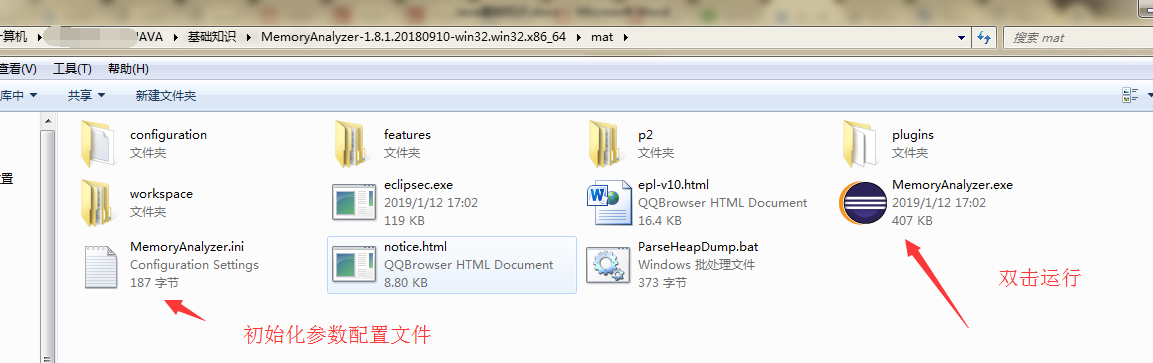 计算机 JAVA 基础知识 MemoryAnalyzer-1.8.1.20180910-win32.win32.x86_64 mat 搜索 mat
查看(V) 工具(T) 帮助(H)
库中 共享 新建文件夹
configuration
文件夹
features
文件夹
p2
文件夹
plugins
文件夹
置
workspace
文件夹
eclipsec.exe
2019/1/12 17:02
119 KB
epl-v10.html
QQBrowser HTML Document
16.4 KB
MemoryAnalyzer.exe
2019/1/12 17:02
407 KB
MemoryAnalyzer.ini
Configuration Settings
187 字节
notice.html
QQBrowser HTML Document
8.80 KB
ParseHeapDump.bat
Windows 批处理文件
373 字节
双击运行
初始化参数配置文件